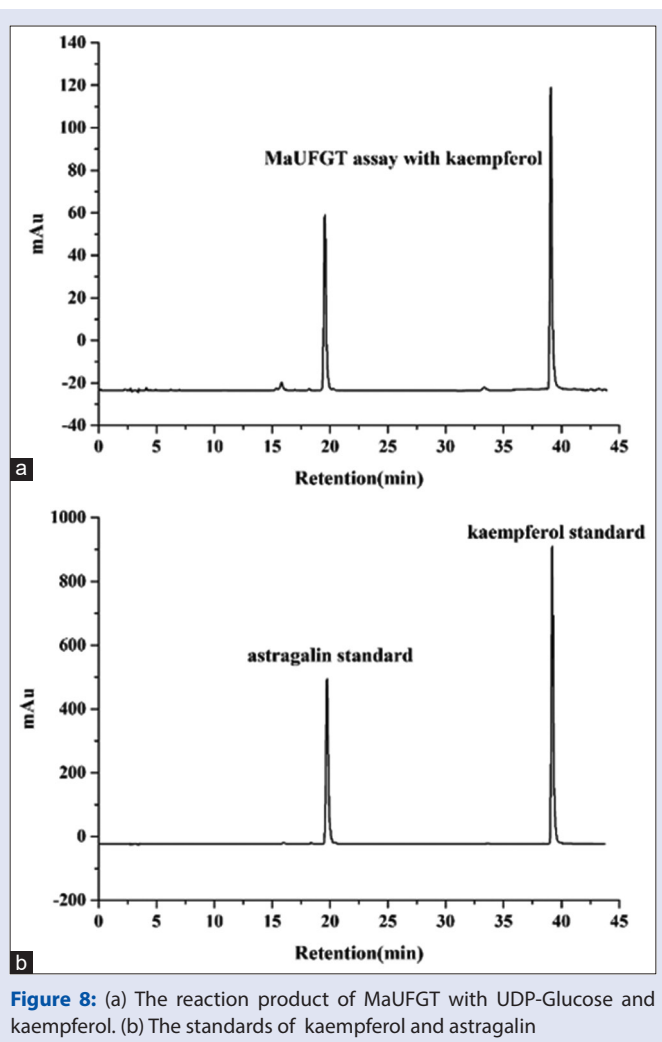 140
120
100
80
60
40
20
0
-20
-40
mAu
MaUFGT assay with kaempferol
0 5 10 15 20 25 30 35 40 45
Retention(min)
a
1000
800
600
400
200
0
-200
mAu
kaempferol standard
astragalin standard
0 5 10 15 20 25 30 35 40 45
Retention(min)
b
Figure 8: (a) The reaction product of MaUFGT with UDP-Glucose and
kaempferol. (b) The standards of kaempferol and astragalin